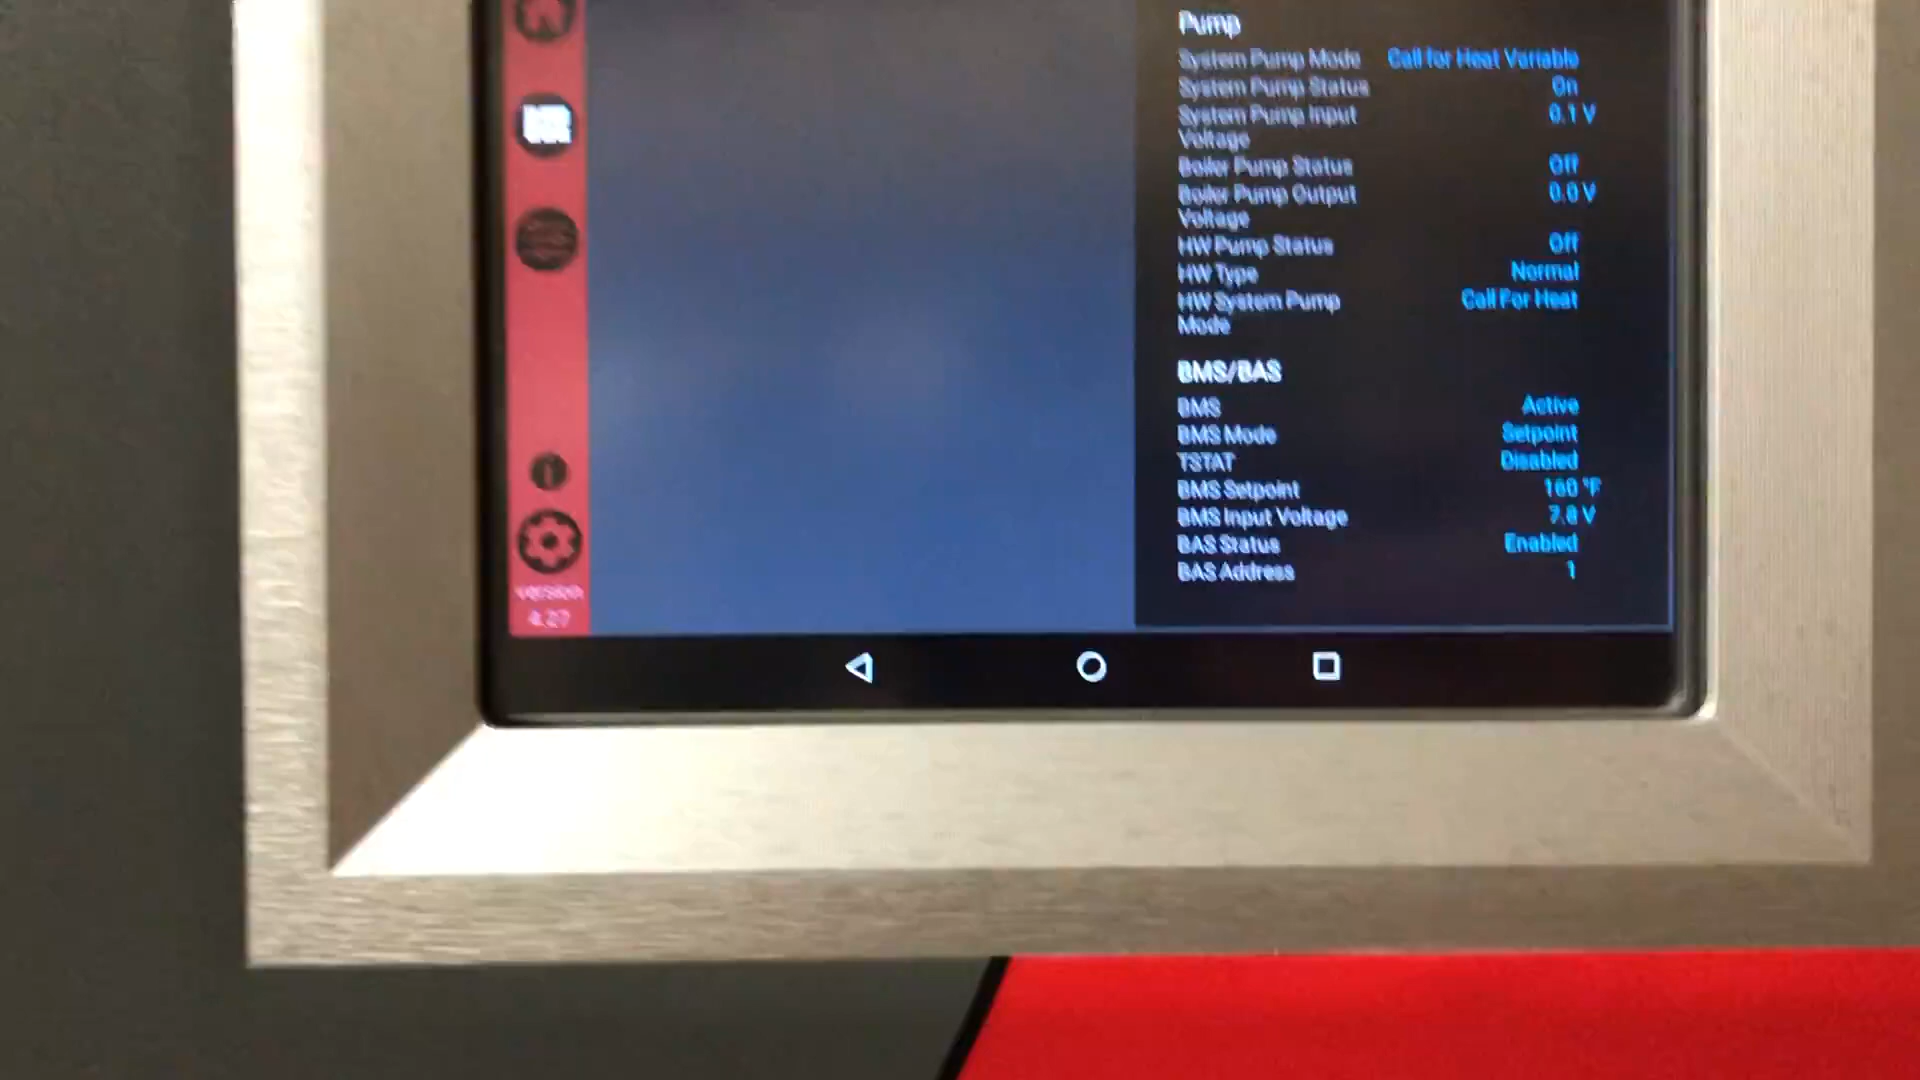 Pump
System Pump Mode Call for Heat Variable
System Pump Status On
System Pump Input Voltage 0.1 V
Boiler Pump Status Off
Boiler Pump Output Voltage 0.0 V
HW Pump Status Off
HW Type Normal
HW System Pump Mode Call For Heat
BMS/BAS
BMS Active
BMS Mode Setpoint
TSTAT Disabled
BMS Setpoint 160 °F
BMS Input Voltage 7.8 V
BAS Status Enabled
BAS Address 1
version
4.27